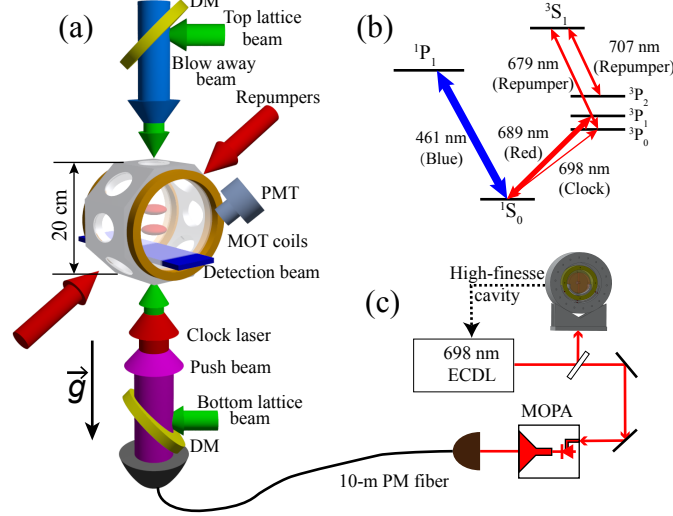 (a)
DM
Top lattice
beam
Blow away
beam
Repumpers
20 cm
PMT
MOT coils
Detection beam
Clock laser
Push beam
g
Bottom lattice
beam
DM
10-m PM fiber
(b)
³S₁
¹P₁
679 nm
(Repumper)
707 nm
(Repumper)
³P₂
³P₁
³P₀
461 nm
(Blue)
689 nm
(Red)
698 nm
(Clock)
¹S₀
(c)
High-finesse
cavity
698 nm
ECDL
MOPA